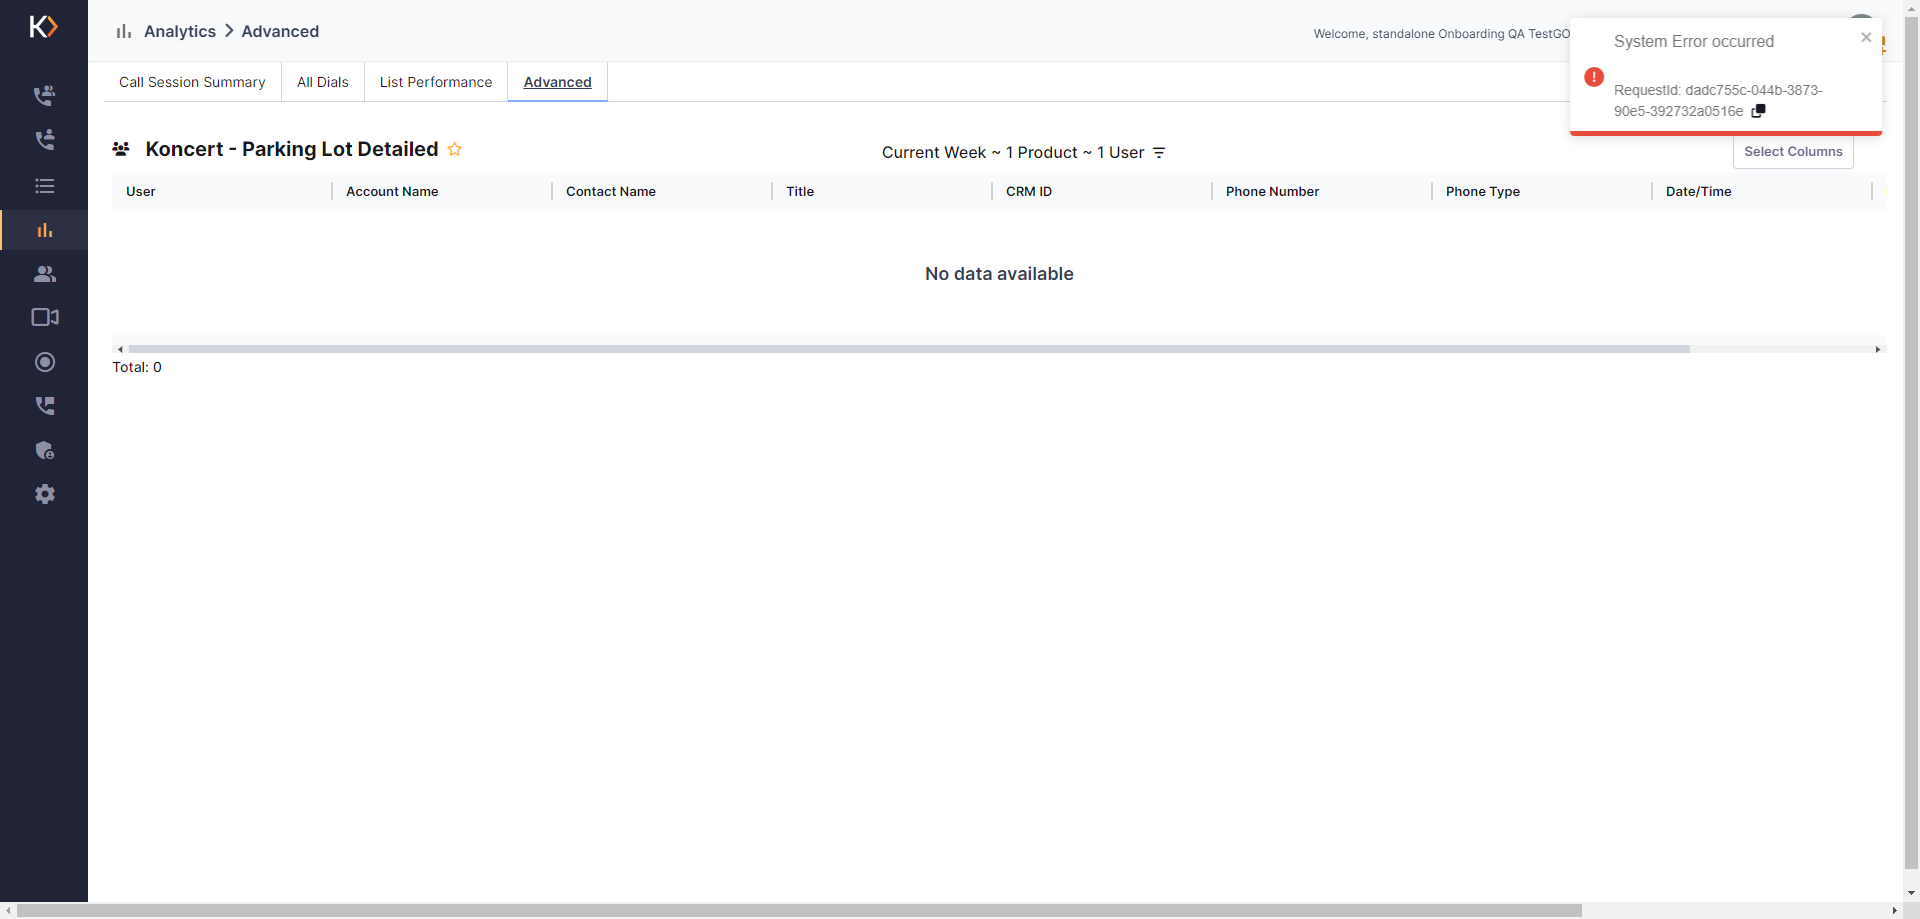 Analytics > Advanced
Welcome, standalone Onboarding QA TestGO
System Error occurred
RequestId: dadc755c-044b-3873-
90e5-392732a0516e
Call Session Summary
All Dials
List Performance
Advanced
Koncert - Parking Lot Detailed
Current Week ~ 1 Product ~ 1 User
Select Columns
User
Account Name
Contact Name
Title
CRM ID
Phone Number
Phone Type
Date/Time
No data available
Total: 0